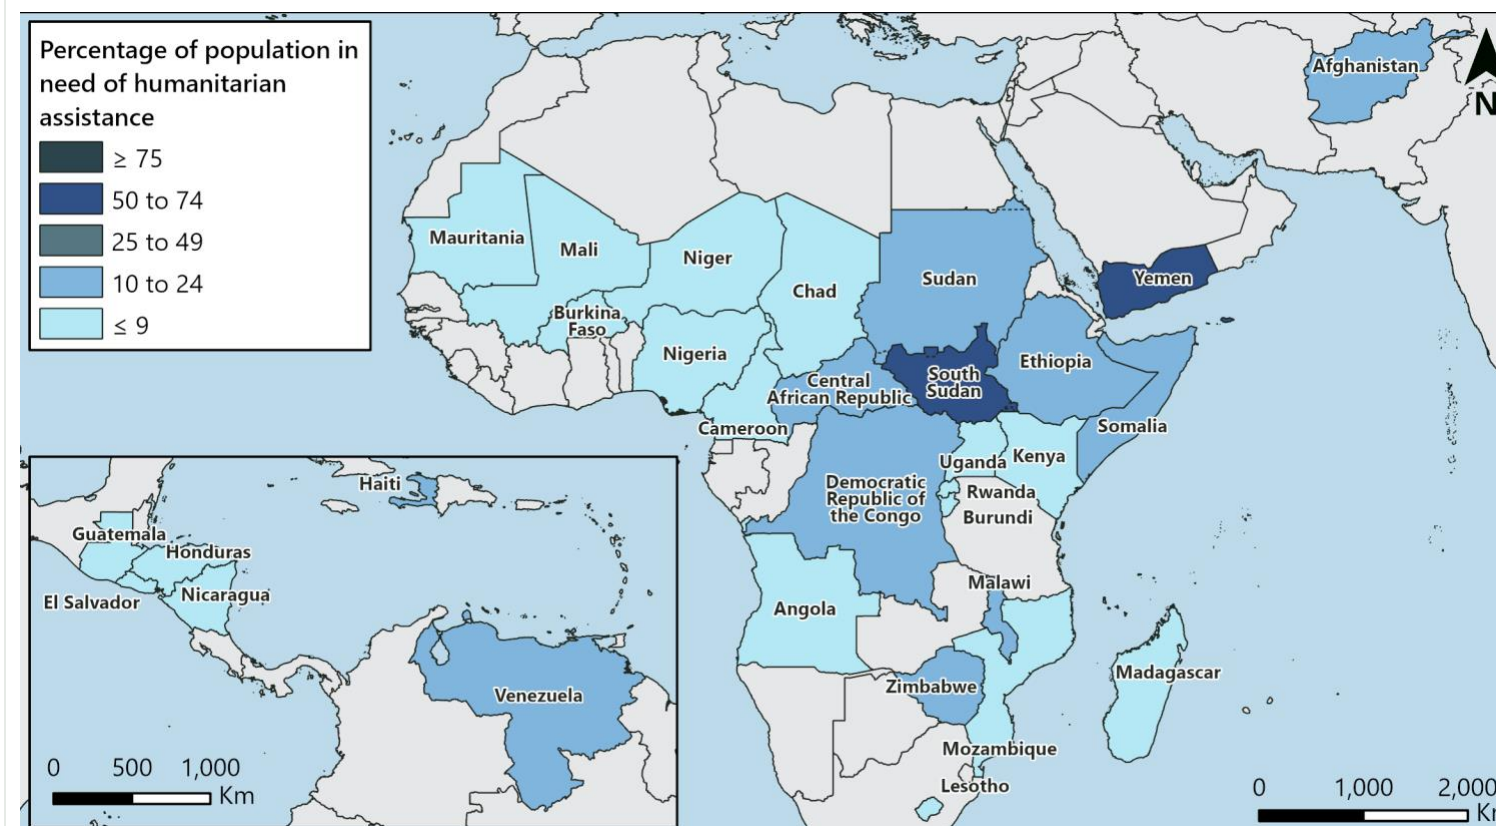 Percentage of population in
need of humanitarian
assistance
≥ 75
50 to 74
25 to 49
10 to 24
≤ 9
Afghanistan
N
Mauritania
Mali
Niger
Chad
Sudan
Yemen
Burkina
Faso
Nigeria
Ethiopia
South
Sudan
Central
African Republic
Cameroon
Somalia
Uganda
Kenya
Democratic
Republic of
the Congo
Rwanda
Burundi
Malawi
Angola
Madagascar
Zimbabwe
Mozambique
Lesotho
0 1,000 2,000
Haiti
Guatemala
Honduras
El Salvador
Nicaragua
Venezuela
0 500 1,000
Km